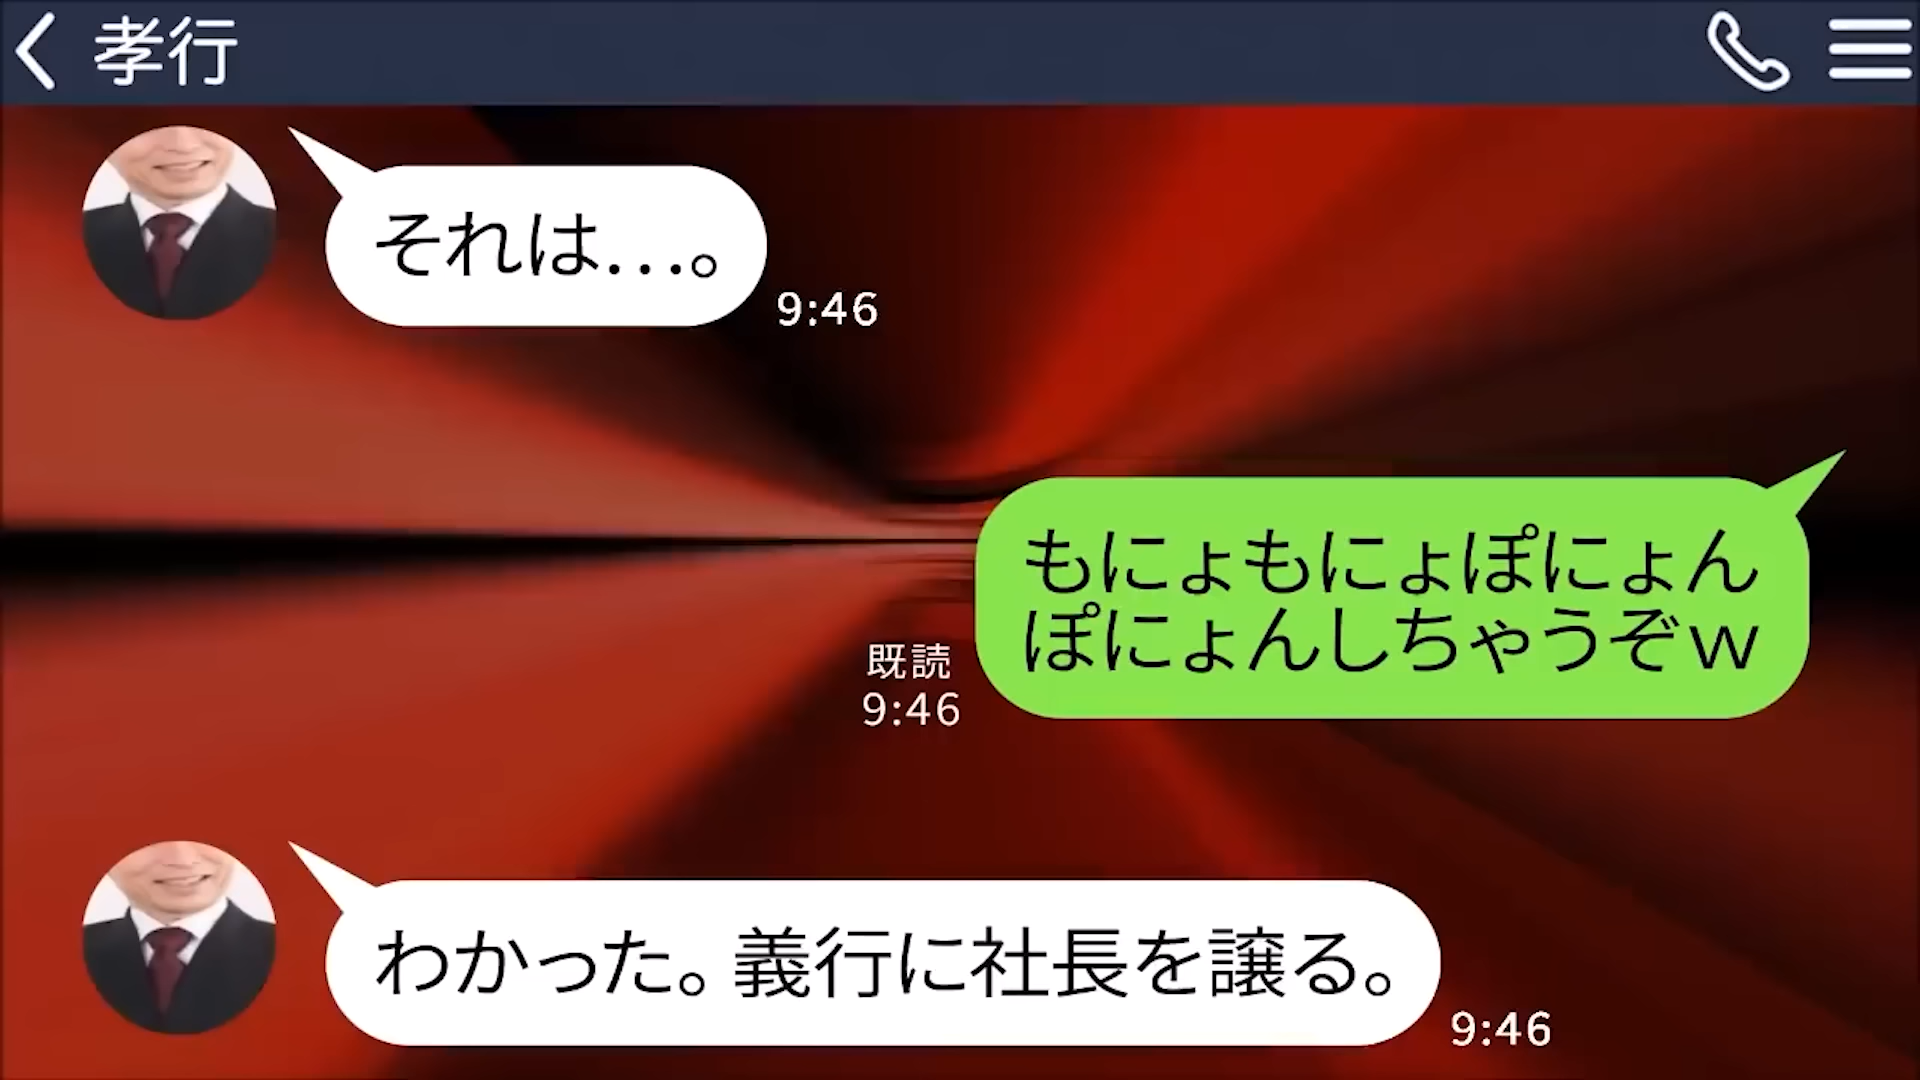 孝行
それは…。
9:46
もにょもにょぽにょん
ぽにょんしちゃうぞw
既読
9:46
わかった。義行に社長を譲る。
9:46